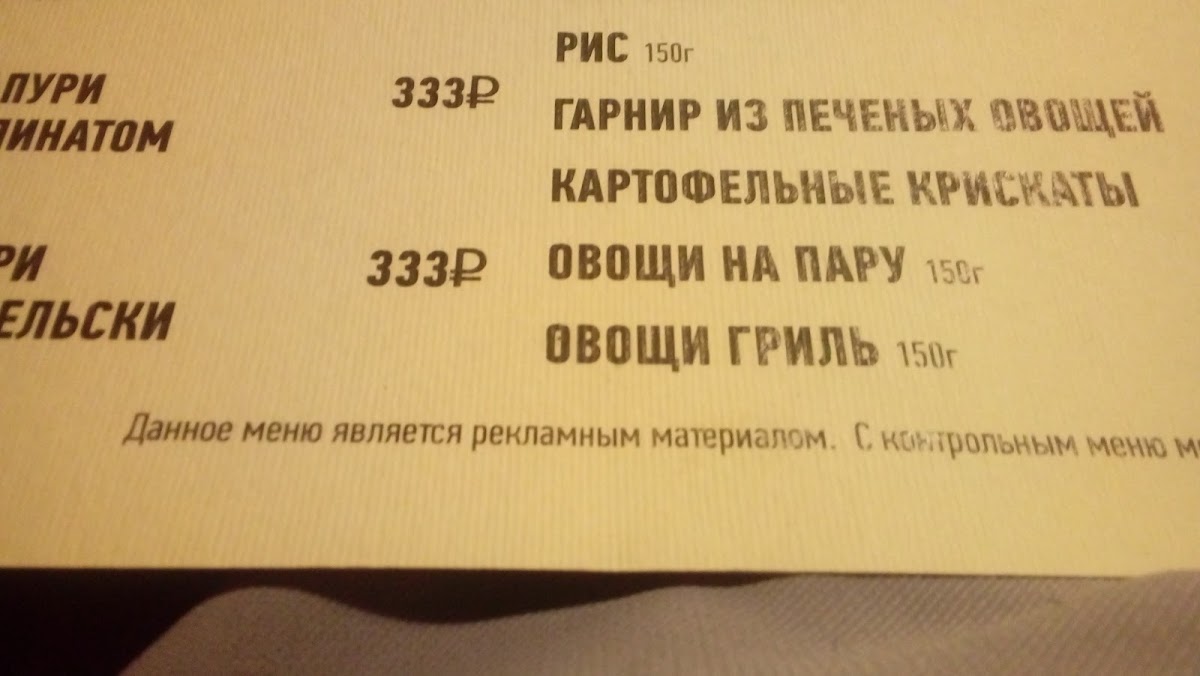 ПУРИ 333₽
ПИНАТОМ
РИ 333₽
ЕЛЬСКИ
РИС 150г
ГАРНИР ИЗ ПЕЧЕНЫХ ОВОЩЕЙ
КАРТОФЕЛЬНЫЕ КРИСКАТЫ
ОВОЩИ НА ПАРУ 150г
ОВОЩИ ГРИЛЬ 150г
Данное меню является рекламным материалом. С контрольным меню